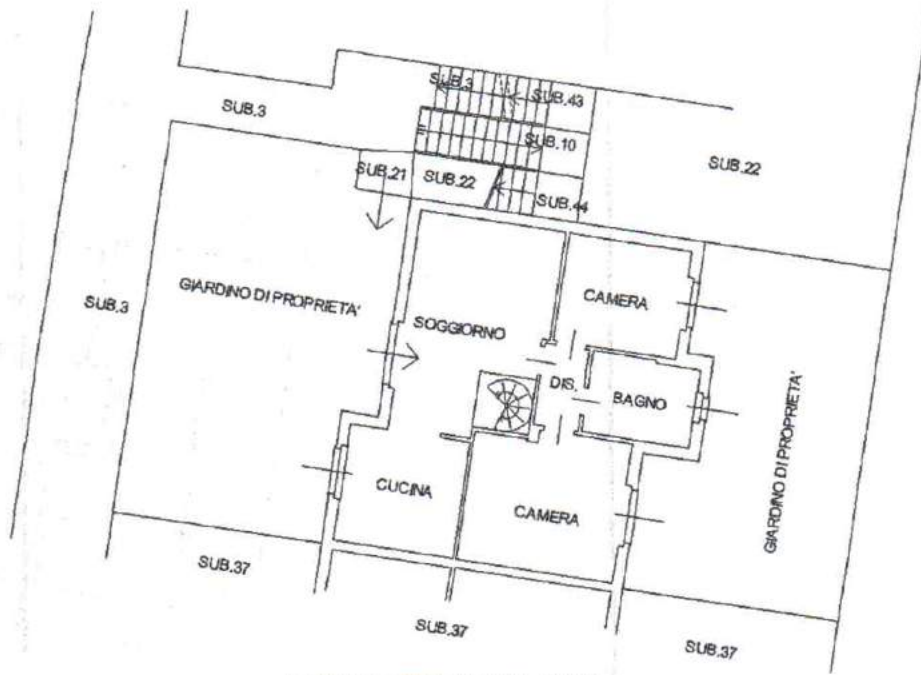 SUB.3
SUB.43
SUB.3
SUB.10
SUB.22
SUB.21
SUB.22
SUB.44
GIARDINO DI PROPRIETA'
CAMERA
SUB.3
SOGGIORNO
DIS.
BAGNO
GIARDINO DI PROPRIETA'
CUCINA
CAMERA
SUB.37
SUB.37
SUB.37